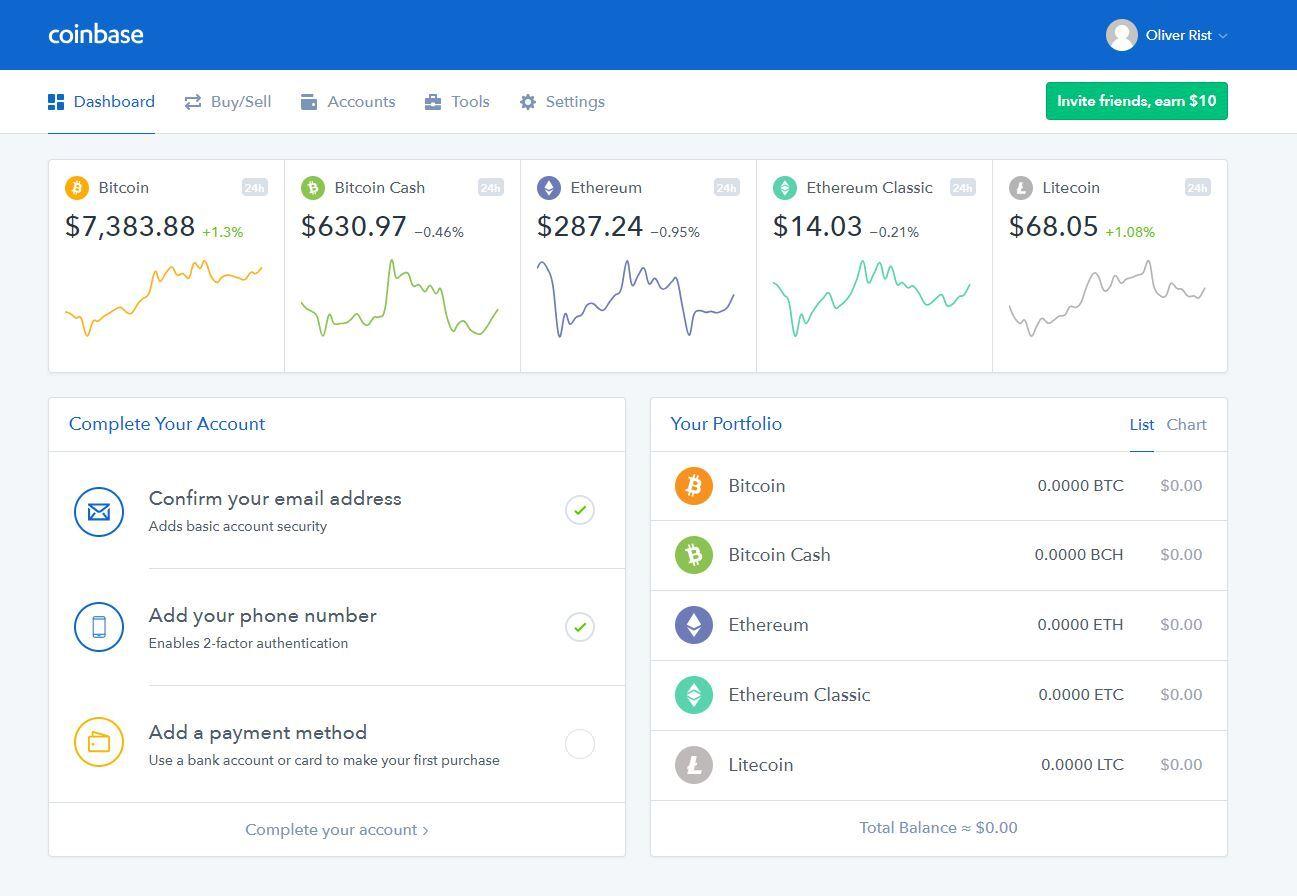 coinbase
Oliver Rist
Dashboard
Buy/Sell
Accounts
Tools
Settings
Invite friends, earn $10
Bitcoin 24h
$7,383.88 +1.3%
Bitcoin Cash 24h
$630.97 −0.46%
Ethereum 24h
$287.24 −0.95%
Ethereum Classic 24h
$14.03 −0.21%
Litecoin 24h
$68.05 +1.08%
Complete Your Account
Confirm your email address
Adds basic account security
Add your phone number
Enables 2-factor authentication
Add a payment method
Use a bank account or card to make your first purchase
Complete your account ›
Your Portfolio
List Chart
Bitcoin 0.0000 BTC $0.00
Bitcoin Cash 0.0000 BCH $0.00
Ethereum 0.0000 ETH $0.00
Ethereum Classic 0.0000 ETC $0.00
Litecoin 0.0000 LTC $0.00
Total Balance ≈ $0.00